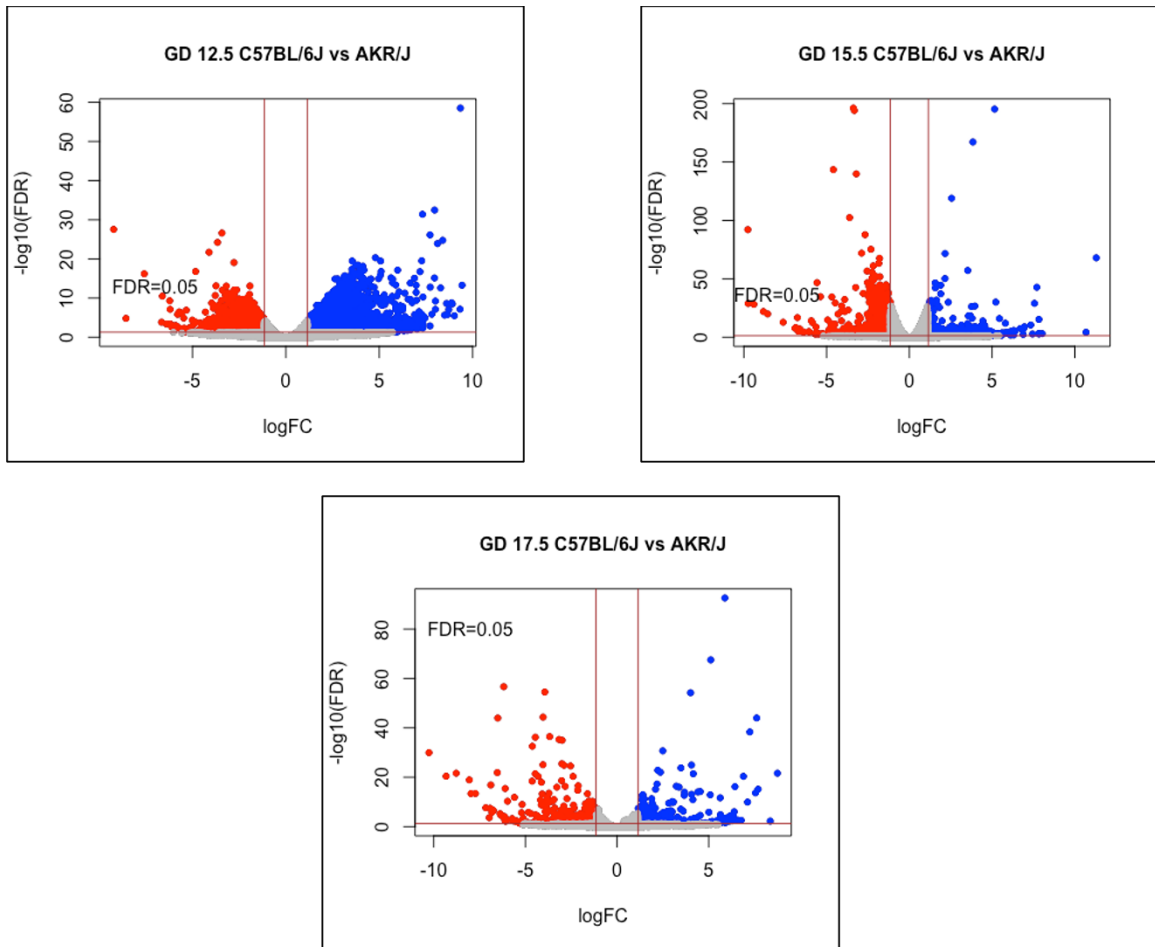 GD 12.5 C57BL/6J vs AKR/J
-log10(FDR)
60
50
40
30
20
10
0
FDR=0.05
-5
0
5
10
logFC
GD 15.5 C57BL/6J vs AKR/J
-log10(FDR)
200
150
100
50
0
FDR=0.05
-10
-5
0
5
10
logFC
GD 17.5 C57BL/6J vs AKR/J
-log10(FDR)
80
60
40
20
0
FDR=0.05
-10
-5
0
5
logFC